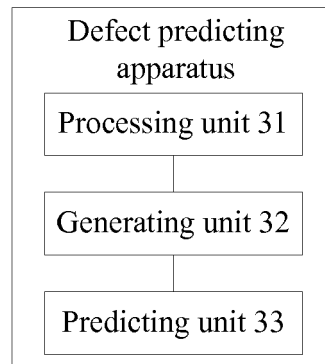 Defect predicting
apparatus
Processing unit 31
Generating unit 32
Predicting unit 33